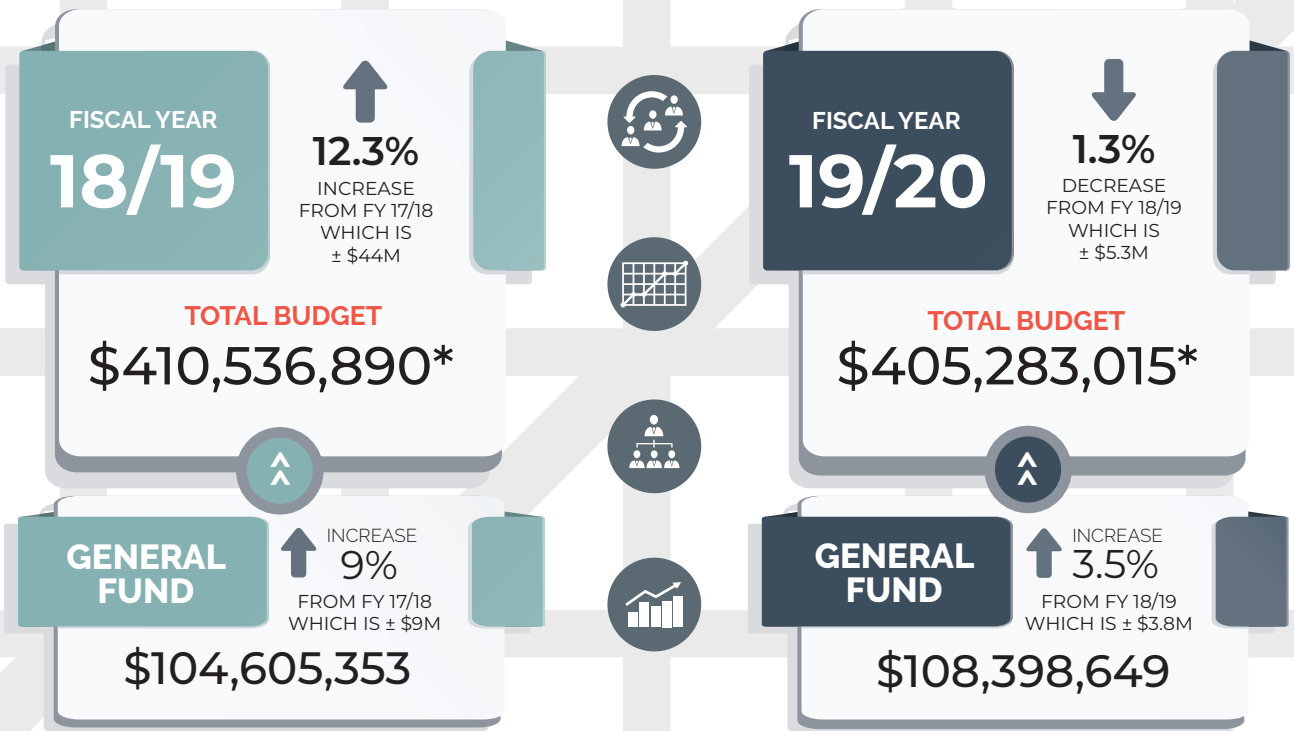 FISCAL YEAR
18/19
12.3%
INCREASE
FROM FY 17/18
WHICH IS
± $44M
TOTAL BUDGET
$410,536,890*
GENERAL
FUND
INCREASE
9%
FROM FY 17/18
WHICH IS ± $9M
$104,605,353
FISCAL YEAR
19/20
1.3%
DECREASE
FROM FY 18/19
WHICH IS
± $5.3M
TOTAL BUDGET
$405,283,015*
GENERAL
FUND
INCREASE
3.5%
FROM FY 18/19
WHICH IS ± $3.8M
$108,398,649